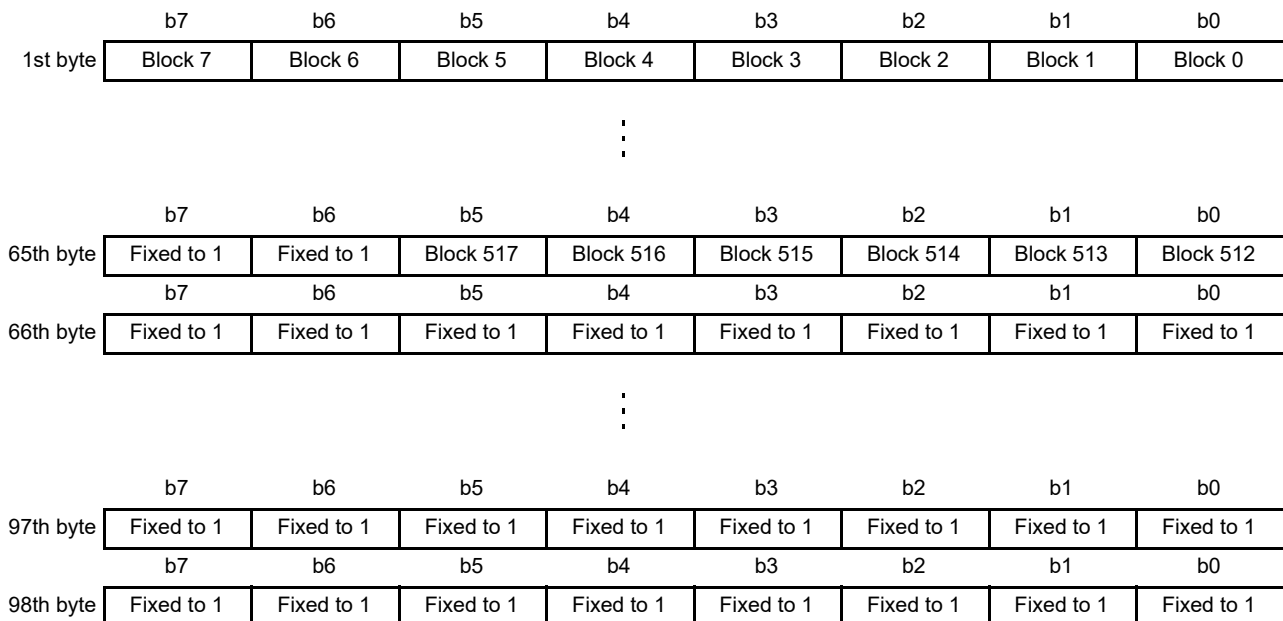 b7 b6 b5 b4 b3 b2 b1 b0
1st byte Block 7 Block 6 Block 5 Block 4 Block 3 Block 2 Block 1 Block 0
b7 b6 b5 b4 b3 b2 b1 b0
65th byte Fixed to 1 Fixed to 1 Block 517 Block 516 Block 515 Block 514 Block 513 Block 512
b7 b6 b5 b4 b3 b2 b1 b0
66th byte Fixed to 1 Fixed to 1 Fixed to 1 Fixed to 1 Fixed to 1 Fixed to 1 Fixed to 1 Fixed to 1
b7 b6 b5 b4 b3 b2 b1 b0
97th byte Fixed to 1 Fixed to 1 Fixed to 1 Fixed to 1 Fixed to 1 Fixed to 1 Fixed to 1 Fixed to 1
b7 b6 b5 b4 b3 b2 b1 b0
98th byte Fixed to 1 Fixed to 1 Fixed to 1 Fixed to 1 Fixed to 1 Fixed to 1 Fixed to 1 Fixed to 1